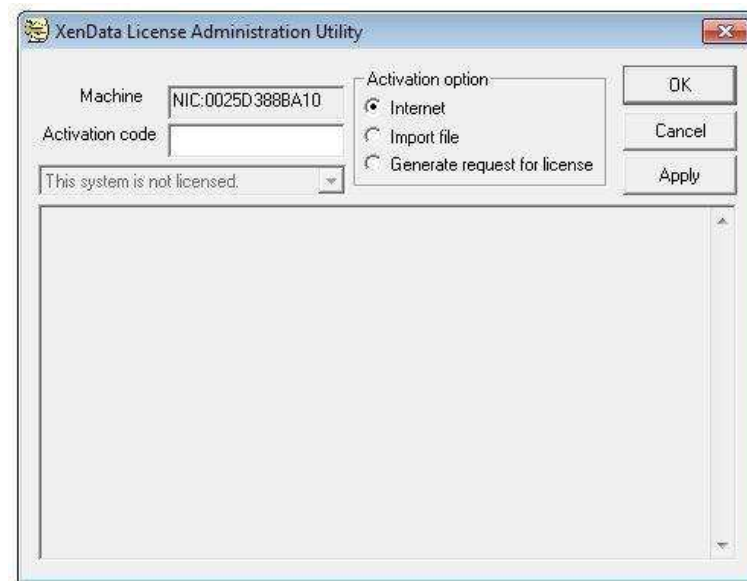 XenData License Administration Utility
Machine
NIC:0025D388BA10
Activation code
This system is not licensed.
Activation option
Internet
Import file
Generate request for license
OK
Cancel
Apply